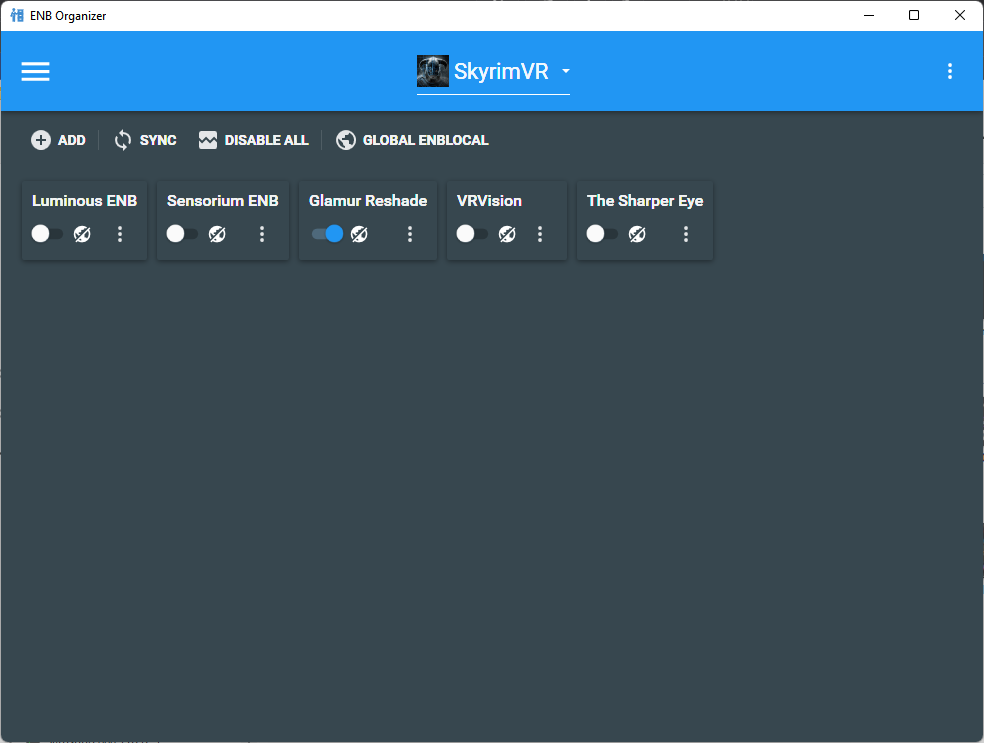 ENB Organizer
SkyrimVR
ADD
SYNC
DISABLE ALL
GLOBAL ENBLOCAL
Luminous ENB
Sensorium ENB
Glamur Reshade
VRVision
The Sharper Eye